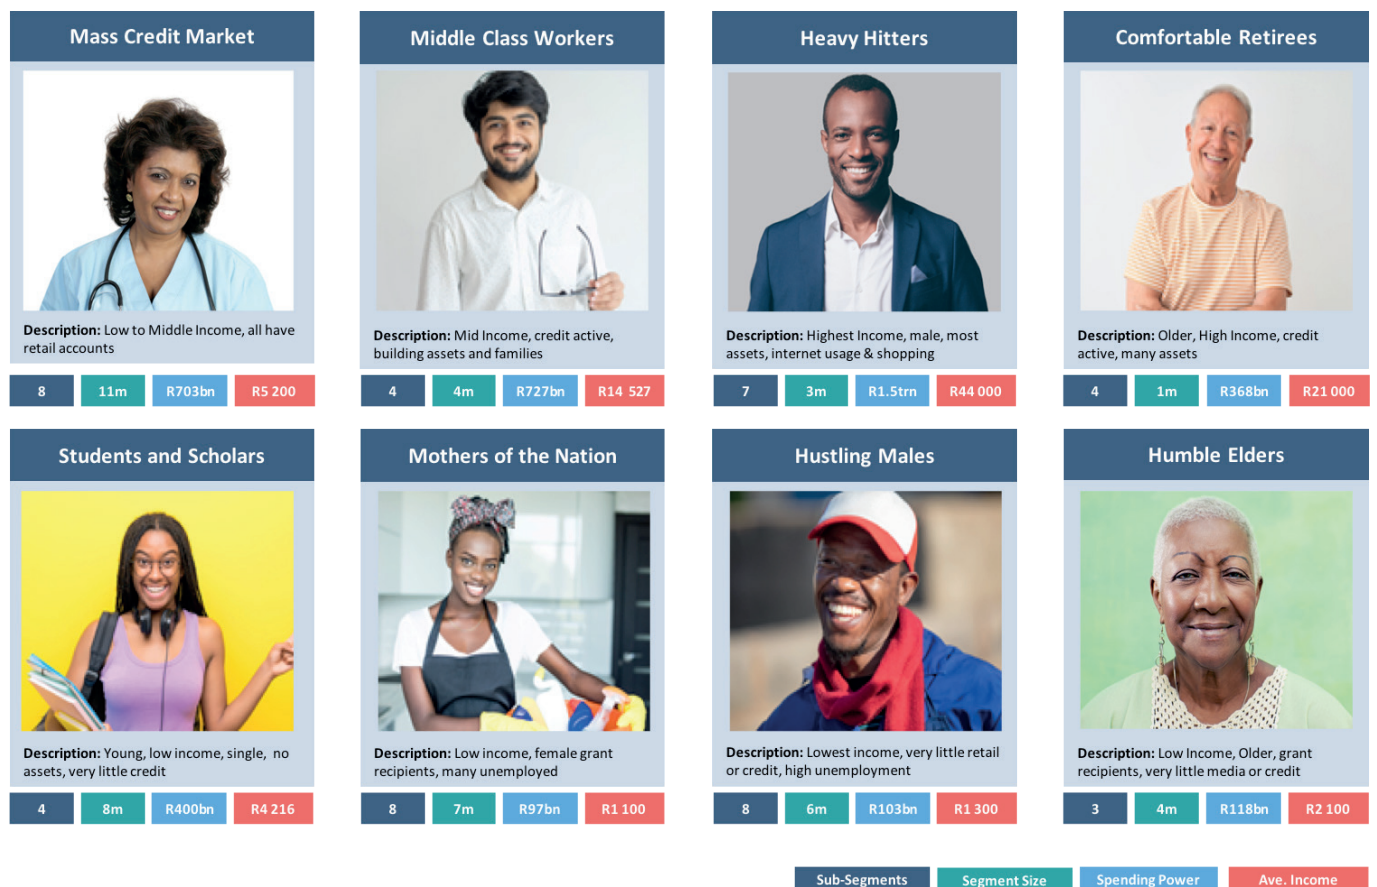 Mass Credit Market
Description: Low to Middle Income, all have
retail accounts
8 11m R703bn R5 200
Middle Class Workers
Description: Mid Income, credit active,
building assets and families
4 4m R727bn R14 527
Heavy Hitters
Description: Highest Income, male, most
assets, internet usage & shopping
7 3m R1.5trn R44 000
Comfortable Retirees
Description: Older, High Income, credit
active, many assets
4 1m R368bn R21 000
Students and Scholars
Description: Young, low income, single, no
assets, very little credit
4 8m R400bn R4 216
Mothers of the Nation
Description: Low income, female grant
recipients, many unemployed
8 7m R97bn R1 100
Hustling Males
Description: Lowest income, very little retail
or credit, high unemployment
8 6m R103bn R1 300
Humble Elders
Description: Low Income, Older, grant
recipients, very little media or credit
3 4m R118bn R2 100
Sub-Segments Segment Size Spending Power Ave. Income